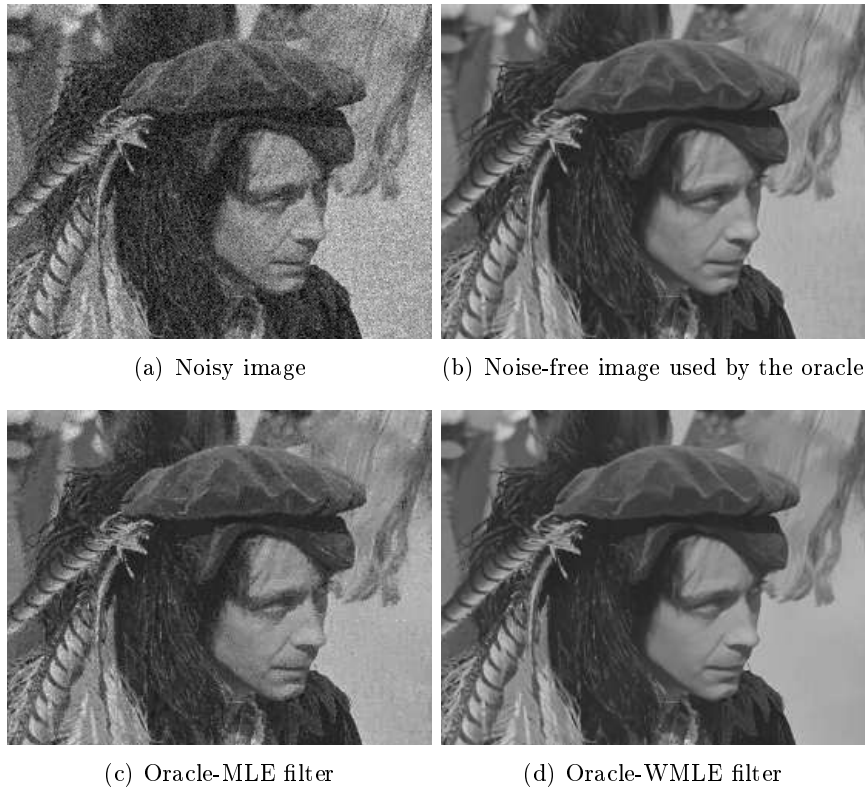 (a) Noisy image
(b) Noise-free image used by the oracle
(c) Oracle-MLE filter
(d) Oracle-WMLE filter